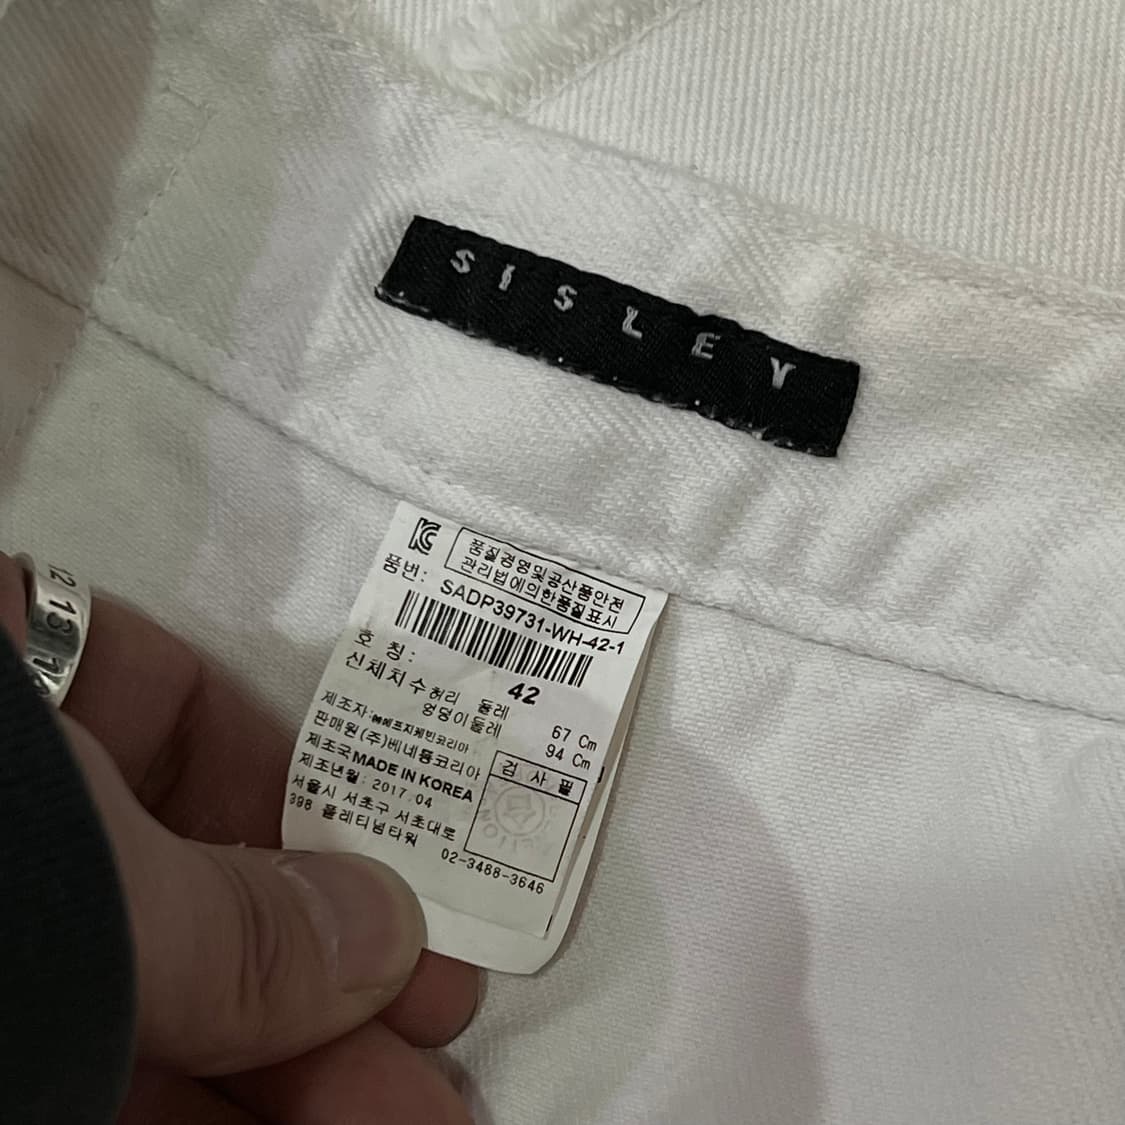 SISLEY
품질경영및공산품안전
관리법에의한품질표시
품번: SADP39731-WH-42-1
호 칭: 42
신체치수 허리 둘레 67 Cm
엉덩이둘레 94 Cm
제조자:
판매원 (주)베네통코리아
제조국 MADE IN KOREA
제조년월: 2017.04
서울시 서초구 서초대로
398 플레티넘타워
02-3488-3646
검 사 필
12 13